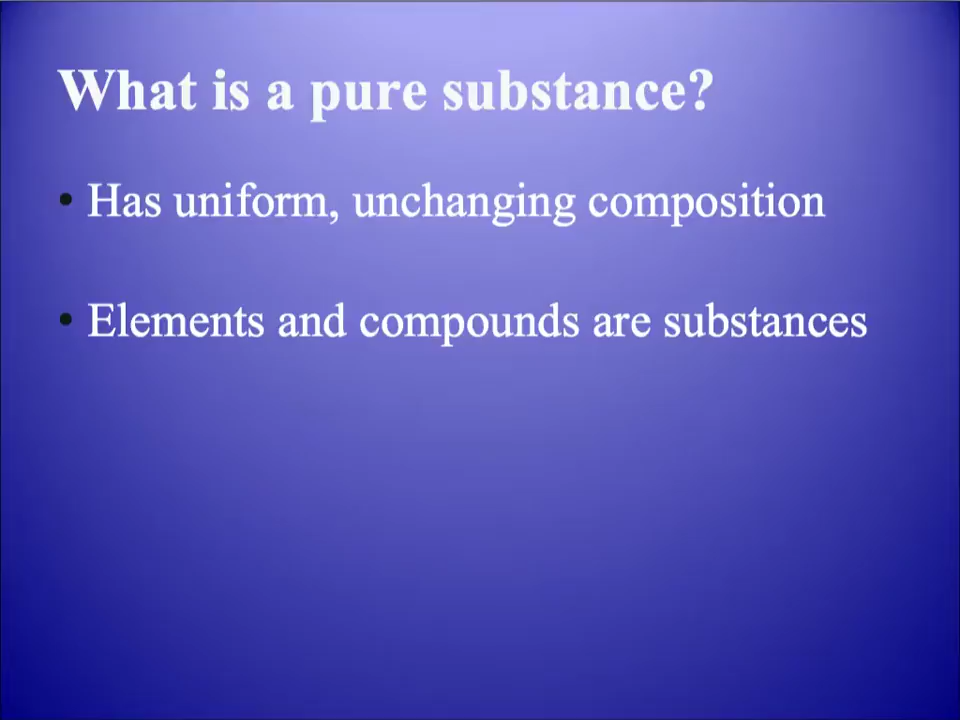 What is a pure substance?
• Has uniform, unchanging composition
• Elements and compounds are substances